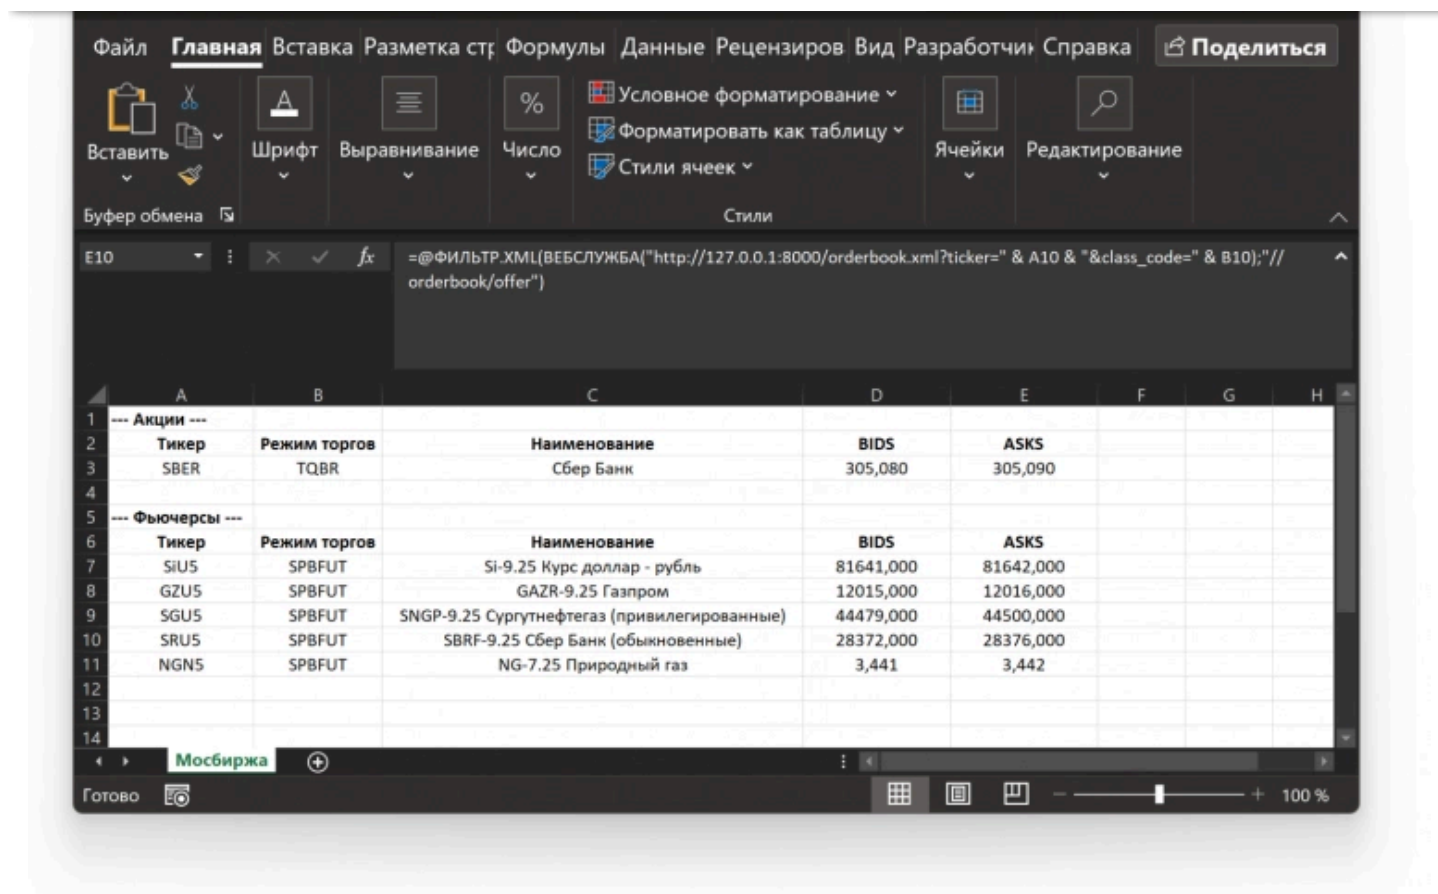 Файл Главная Вставка Разметка стр Формулы Данные Рецензиров Вид Разработчик Справка Поделиться
Вставить
Шрифт
Выравнивание
Число
Условное форматирование
Форматировать как таблицу
Стили ячеек
Ячейки
Редактирование
Буфер обмена
Стили
E10 fx =@ФИЛЬТР.XML(ВЕБСЛУЖБА("http://127.0.0.1:8000/orderbook.xml?ticker=" & A10 & "&class_code=" & B10);"//
orderbook/offer")
A B C D E F G H
1 --- Акции ---
2 Тикер Режим торгов Наименование BIDS ASKS
3 SBER TQBR Сбер Банк 305,080 305,090
4
5 --- Фьючерсы ---
6 Тикер Режим торгов Наименование BIDS ASKS
7 SiU5 SPBFUT Si-9.25 Курс доллар - рубль 81641,000 81642,000
8 GZU5 SPBFUT GAZR-9.25 Газпром 12015,000 12016,000
9 SGU5 SPBFUT SNGP-9.25 Сургутнефтегаз (привилегированные) 44479,000 44500,000
10 SRU5 SPBFUT SBRF-9.25 Сбер Банк (обыкновенные) 28372,000 28376,000
11 NGN5 SPBFUT NG-7.25 Природный газ 3,441 3,442
12
13
14
Мосбиржа
Готово 100 %